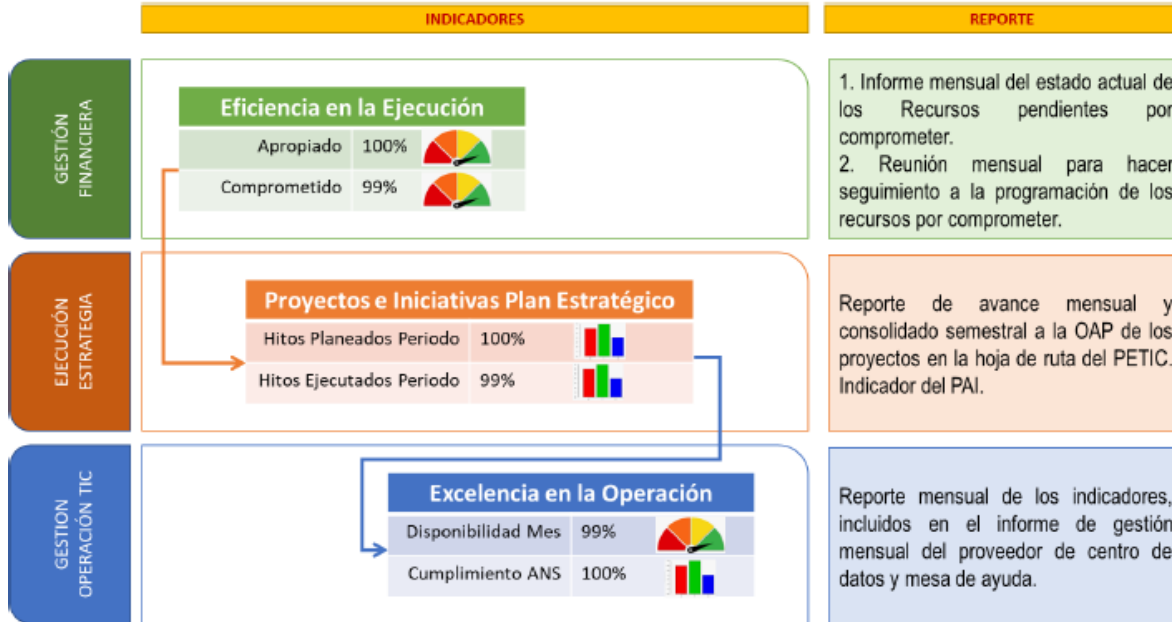 INDICADORES
REPORTE
GESTIÓN
FINANCIERA
Eficiencia en la Ejecución
Apropiado 100%
Comprometido 99%
1. Informe mensual del estado actual de
los Recursos pendientes por
comprometer.
2. Reunión mensual para hacer
seguimiento a la programación de los
recursos por comprometer.
EJECUCIÓN
ESTRATEGIA
Proyectos e Iniciativas Plan Estratégico
Hitos Planeados Periodo 100%
Hitos Ejecutados Periodo 99%
Reporte de avance mensual y
consolidado semestral a la OAP de los
proyectos en la hoja de ruta del PETIC.
Indicador del PAI.
GESTION
OPERACIÓN TIC
Excelencia en la Operación
Disponibilidad Mes 99%
Cumplimiento ANS 100%
Reporte mensual de los indicadores,
incluidos en el informe de gestión
mensual del proveedor de centro de
datos y mesa de ayuda.